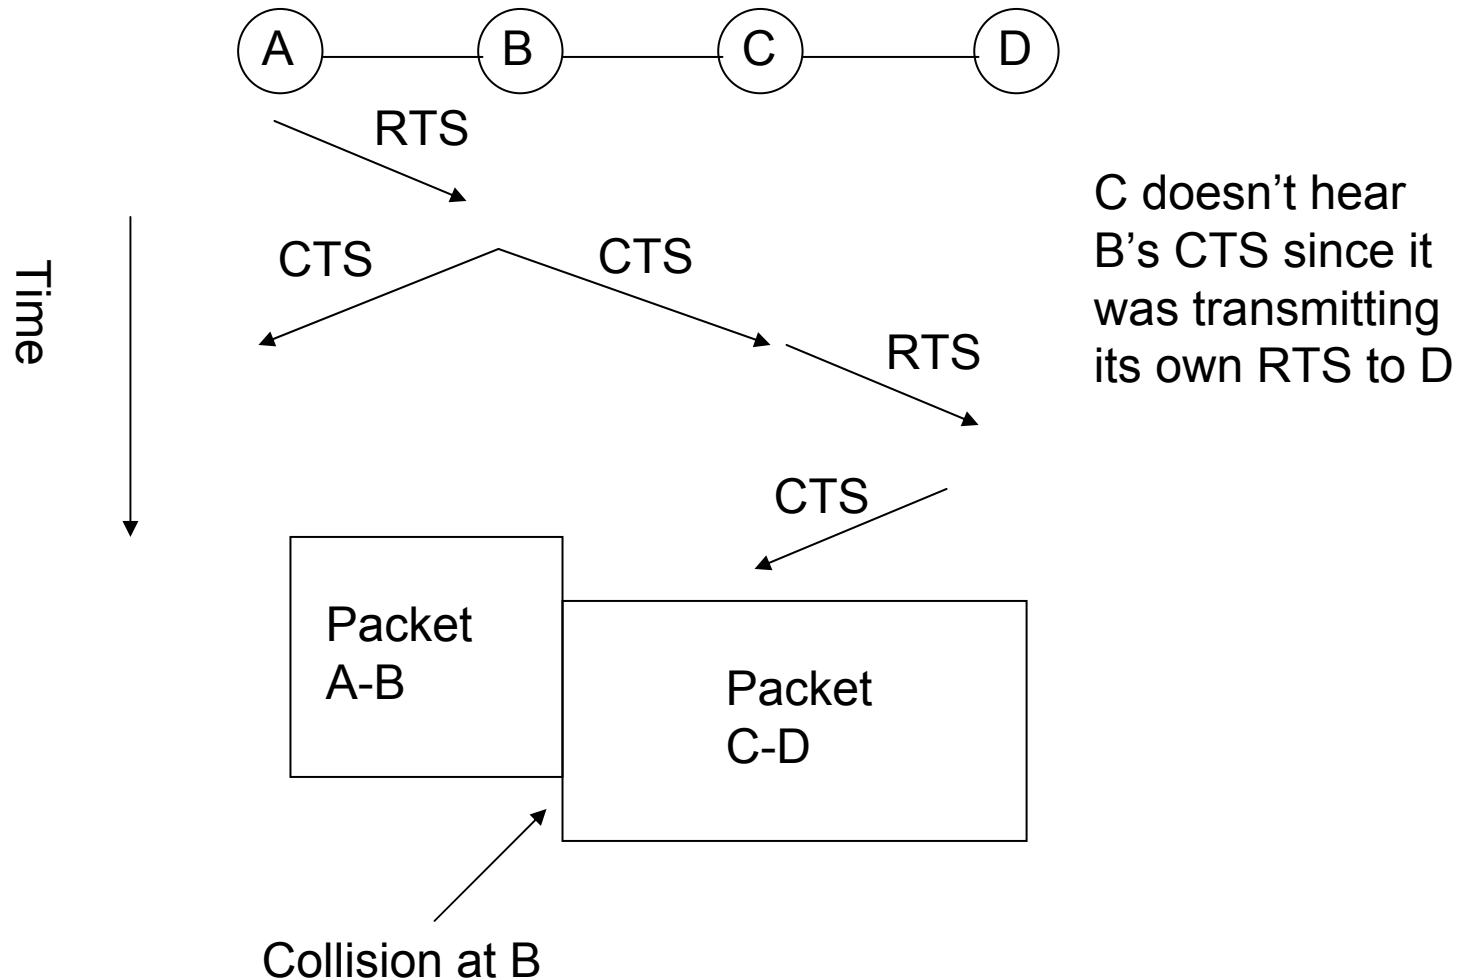 A
B
C
D
RTS
CTS
CTS
RTS
C doesn’t hear
B’s CTS since it
was transmitting
its own RTS to D
Time
CTS
Packet
A-B
Packet
C-D
Collision at B